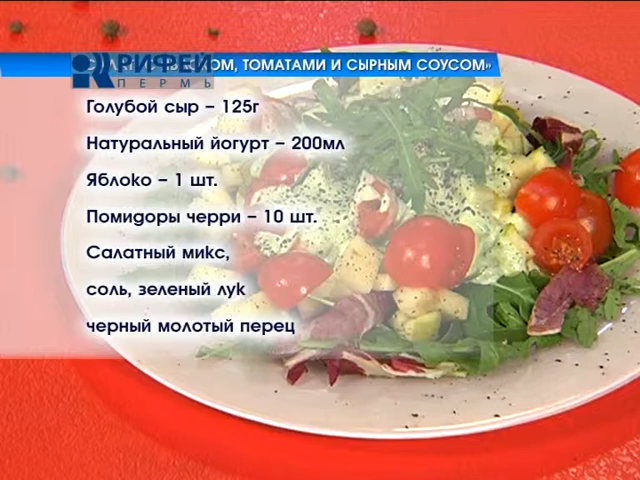 РИФЕЙ
ПЕРМЬ
ТОМАТАМИ И СЫРНЫМ СОУСОМ»
Голубой сыр – 125г
Натуральный йогурт – 200мл
Яблоко – 1 шт.
Помидоры черри – 10 шт.
Салатный микс,
соль, зеленый лук
черный молотый перец